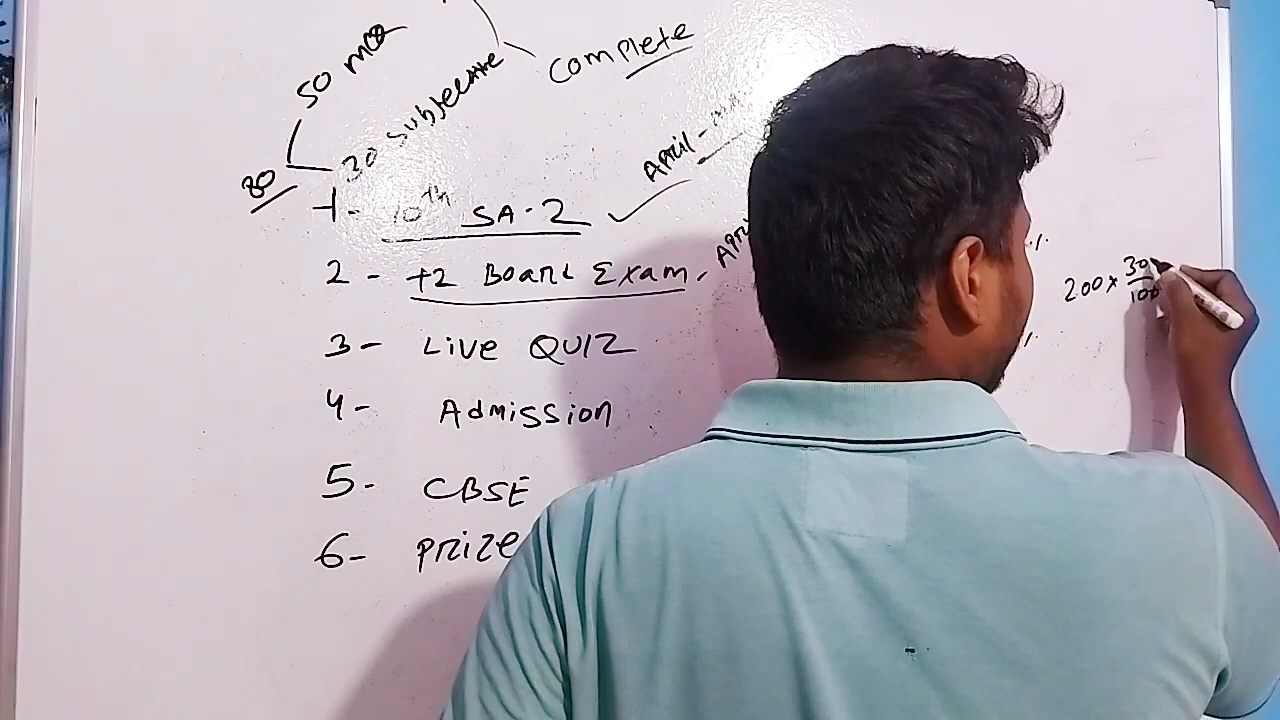 50 MCQ
Complete
30 Subjective
80
April -
1- 10th SA-2
2 - +2 Board Exam, April
3 - Live QUIZ
4 - Admission
5 - CBSE
6 - Prize
200 × 30/100